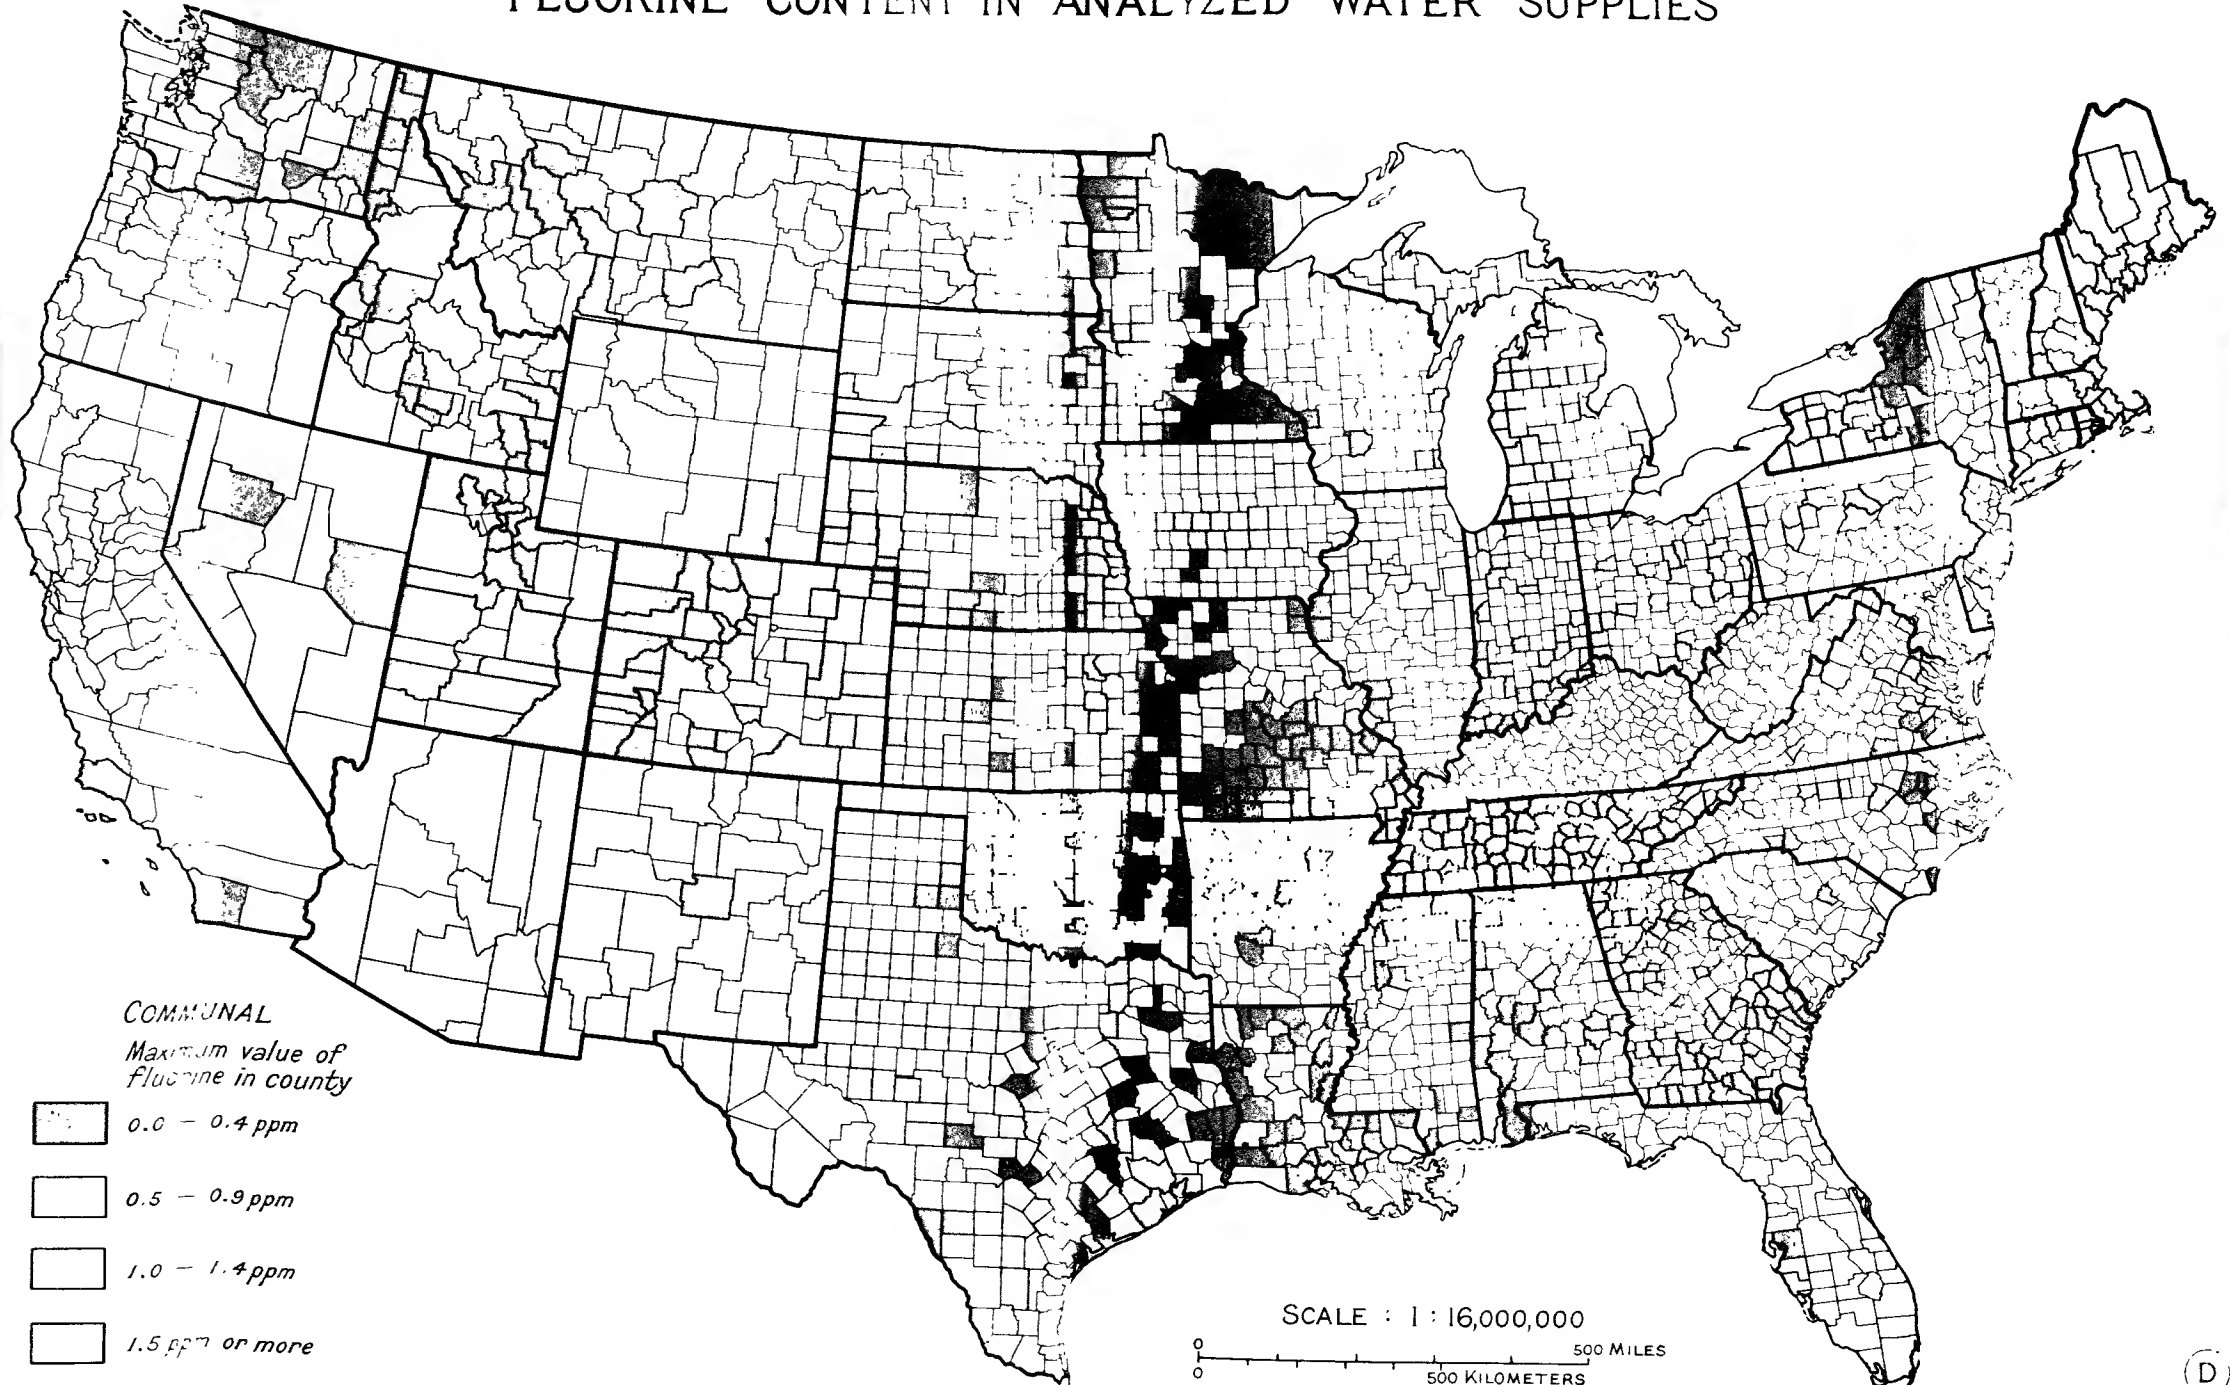 FLUORINE CONTENT IN ANALYZED WATER SUPPLIES
COMMUNAL
Maximum value of
fluorine in county
0.0 – 0.4 ppm
0.5 – 0.9 ppm
1.0 – 1.4 ppm
1.5 ppm or more
SCALE : 1 : 16,000,000
0 500 MILES
0 500 KILOMETERS
D